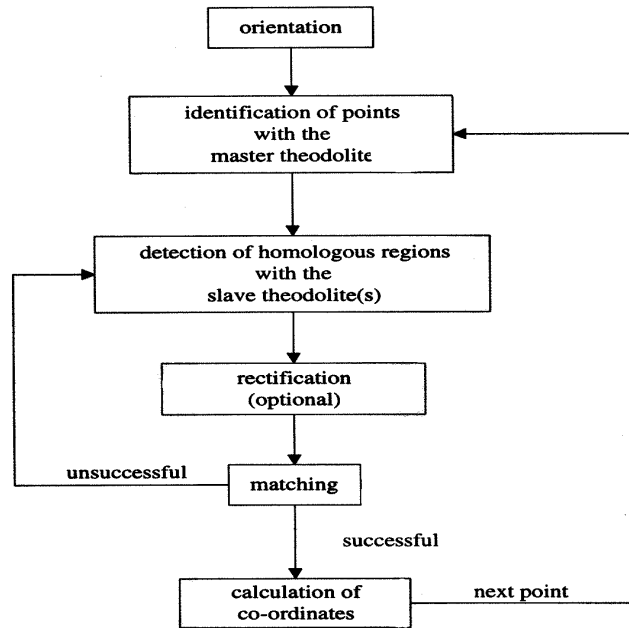 orientation
identification of points
with the
master theodolite
detection of homologous regions
with the
slave theodolite(s)
rectification
(optional)
unsuccessful
matching
successful
calculation of
co-ordinates
next point